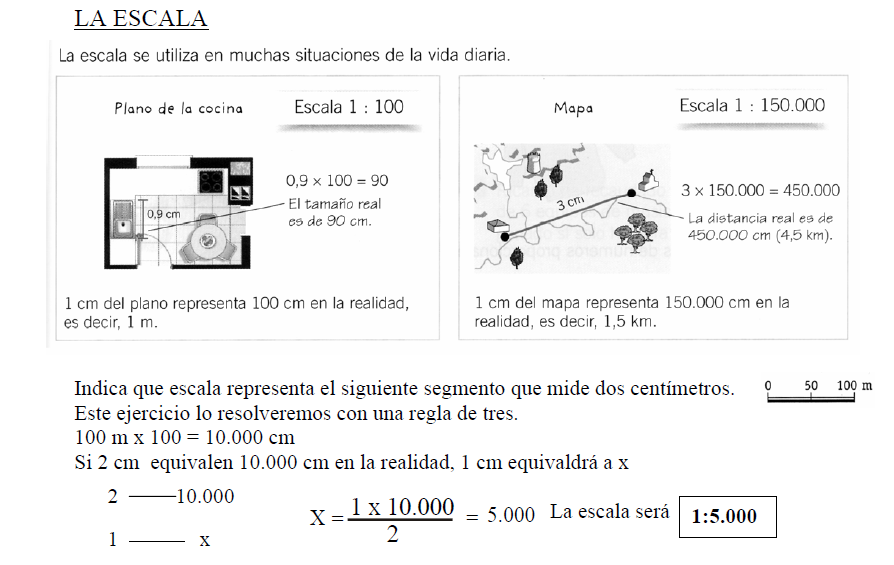 LA ESCALA
La escala se utiliza en muchas situaciones de la vida diaria.
Plano de la cocina
Escala 1 : 100
0,9 cm
0,9 × 100 = 90
El tamaño real
es de 90 cm.
1 cm del plano representa 100 cm en la realidad,
es decir, 1 m.
Mapa
Escala 1 : 150.000
3 cm
3 × 150.000 = 450.000
La distancia real es de
450.000 cm (4,5 km).
1 cm del mapa representa 150.000 cm en la
realidad, es decir, 1,5 km.
Indica que escala representa el siguiente segmento que mide dos centímetros.
0 50 100 m
Este ejercicio lo resolveremos con una regla de tres.
100 m x 100 = 10.000 cm
Si 2 cm equivalen 10.000 cm en la realidad, 1 cm equivaldrá a x
2 —— 10.000
1 —— x
X = 1 x 10.000 / 2 = 5.000 La escala será 1:5.000